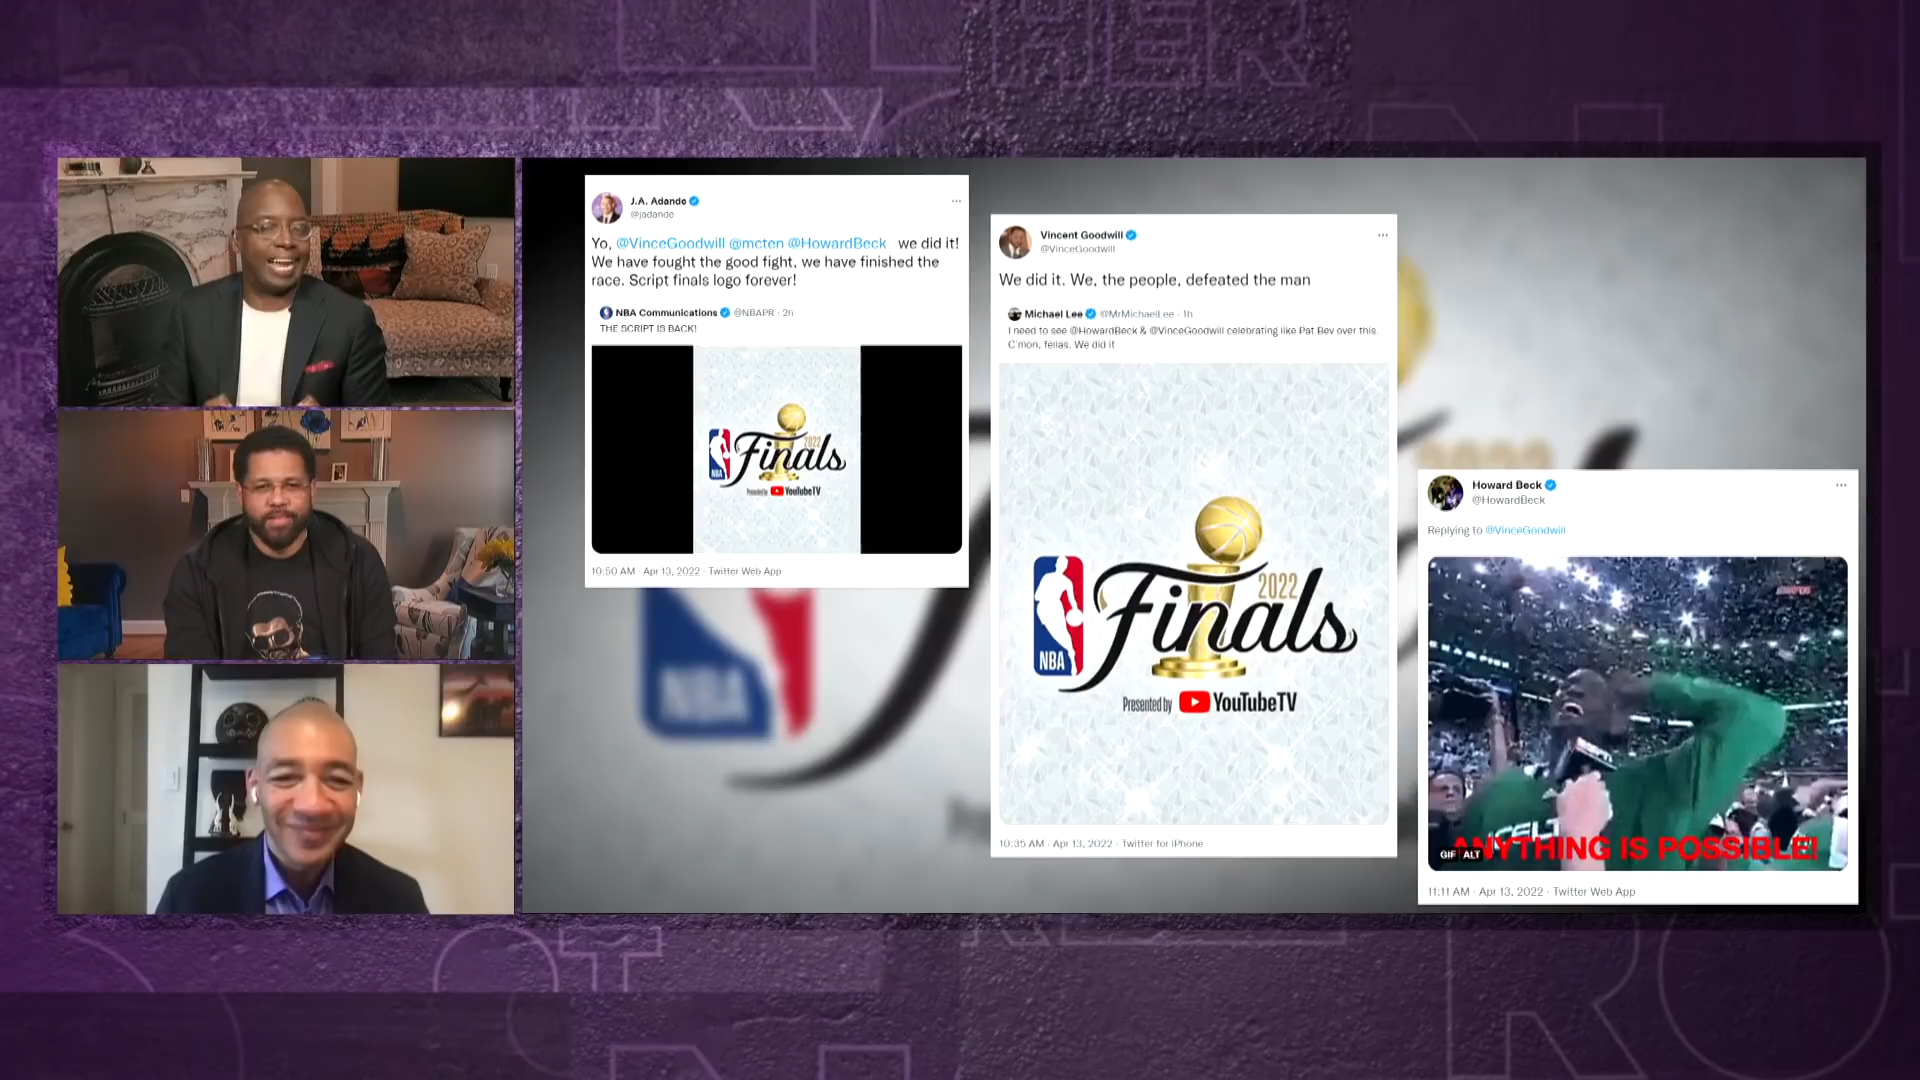 J.A. Adande
@jadande
Yo, @VinceGoodwill @mcten @HowardBeck we did it!
We have fought the good fight, we have finished the
race. Script finals logo forever!
NBA Communications @NBAPR · 2h
THE SCRIPT IS BACK!
2022
Finals
NBA
Presented by YouTubeTV
10:50 AM · Apr 13, 2022 · Twitter Web App
Vincent Goodwill
@VinceGoodwill
We did it. We, the people, defeated the man
Michael Lee @MrMichaelLee · 1h
I need to see @HowardBeck & @VinceGoodwill celebrating like Pat Bev over this.
C'mon, fellas. We did it
2022
Finals
NBA
Presented by YouTubeTV
10:35 AM · Apr 13, 2022 · Twitter for iPhone
Howard Beck
@HowardBeck
Replying to @VinceGoodwill
CELT
ANYTHING IS POSSIBLE!
GIF ALT
11:11 AM · Apr 13, 2022 · Twitter Web App
NBA